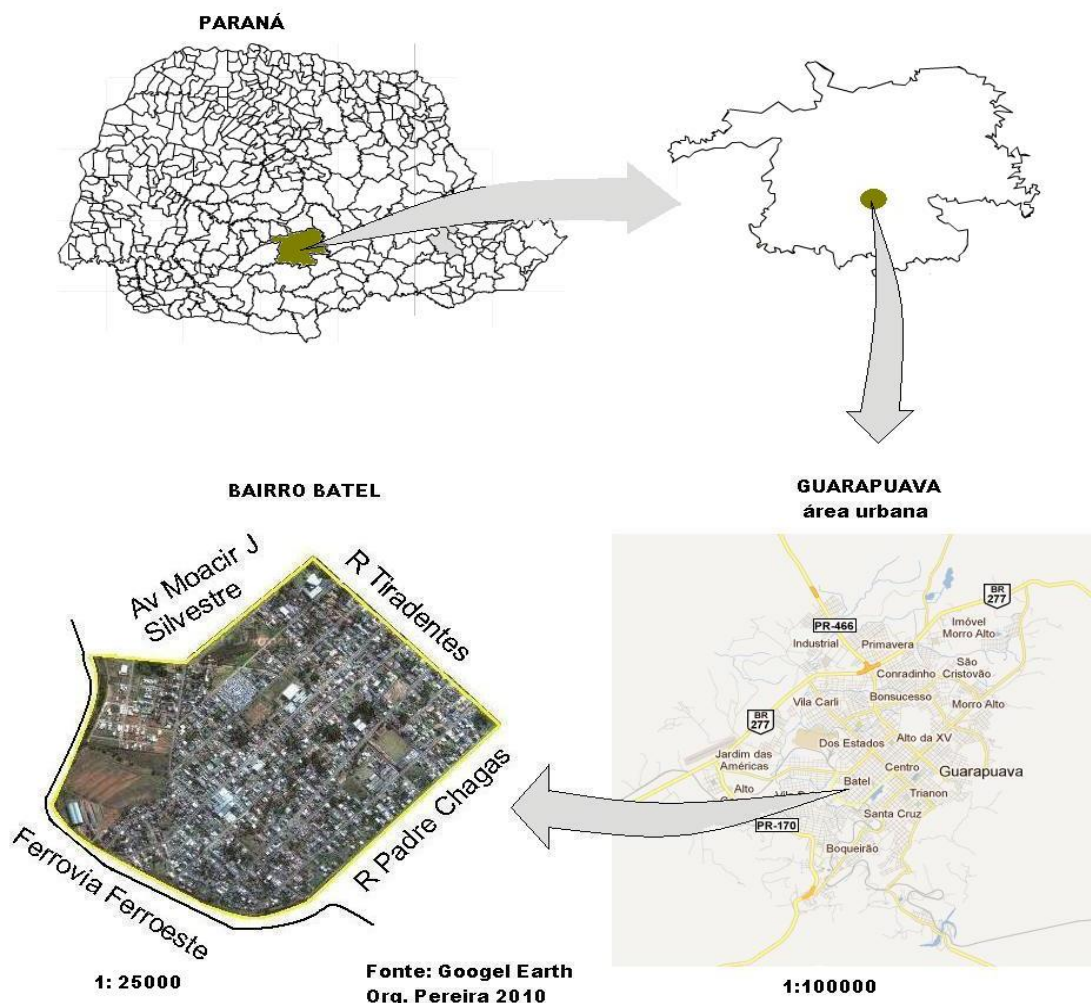 PARANÁ
BAIRRO BATEL
GUARAPUAVA
área urbana
Av Moacir J
Silvestre
R Tiradentes
R Padre Chagas
Ferrovia Ferroeste
BR
277
PR-466
Imóvel
Morro Alto
Industrial
Primavera
São
Cristovão
Conradinho
Vila Carli
Bonsucesso
Morro Alto
BR
277
Dos Estados
Alto da XV
Jardim das
Américas
Centro
Guarapuava
Batel
Alto
Trianon
Santa Cruz
PR-170
Boqueirão
1: 25000
Fonte: Googel Earth
Org. Pereira 2010
1:100000